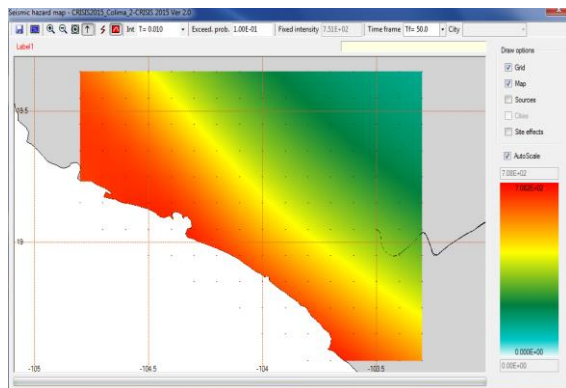 Seismic hazard map - CRISIS2015_Colima_2-CRISIS 2015 Ver 2.0
Int T= 0.010 Exceed. prob. 1.00E-01 Fixed intensity 7.51E+02 Time frame Tf= 50.0 City
Label1
Draw options
Grid
Map
Sources
Cities
Site effects
AutoScale
7.08E+02
7.082E+02
0.000E+00
0.00E+00
19.5
19
-105
-104.5
-104
-103.5